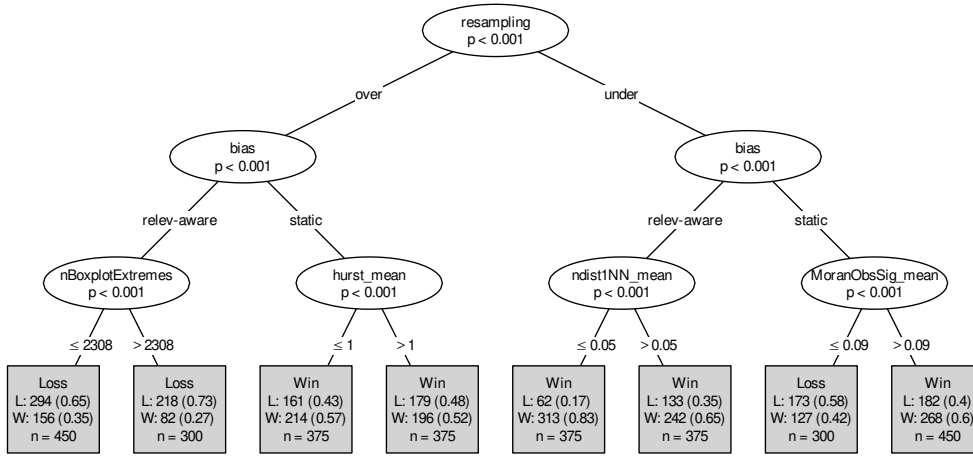 resampling
p < 0.001
over
under
bias
p < 0.001
bias
p < 0.001
relev-aware
static
relev-aware
static
nBoxplotExtremes
p < 0.001
hurst_mean
p < 0.001
ndist1NN_mean
p < 0.001
MoranObsSig_mean
p < 0.001
≤ 2308
> 2308
≤ 1
> 1
≤ 0.05
> 0.05
≤ 0.09
> 0.09
Loss
L: 294 (0.65)
W: 156 (0.35)
n = 450
Loss
L: 218 (0.73)
W: 82 (0.27)
n = 300
Win
L: 161 (0.43)
W: 214 (0.57)
n = 375
Win
L: 179 (0.48)
W: 196 (0.52)
n = 375
Win
L: 62 (0.17)
W: 313 (0.83)
n = 375
Win
L: 133 (0.35)
W: 242 (0.65)
n = 375
Loss
L: 173 (0.58)
W: 127 (0.42)
n = 300
Win
L: 182 (0.4)
W: 268 (0.6)
n = 450